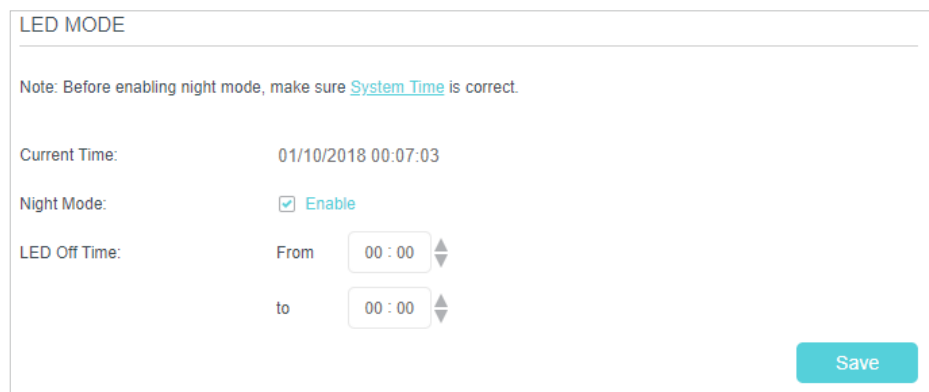 LED MODE
Note: Before enabling night mode, make sure System Time is correct.
Current Time: 01/10/2018 00:07:03
Night Mode: Enable
LED Off Time: From 00 : 00
to 00 : 00
Save